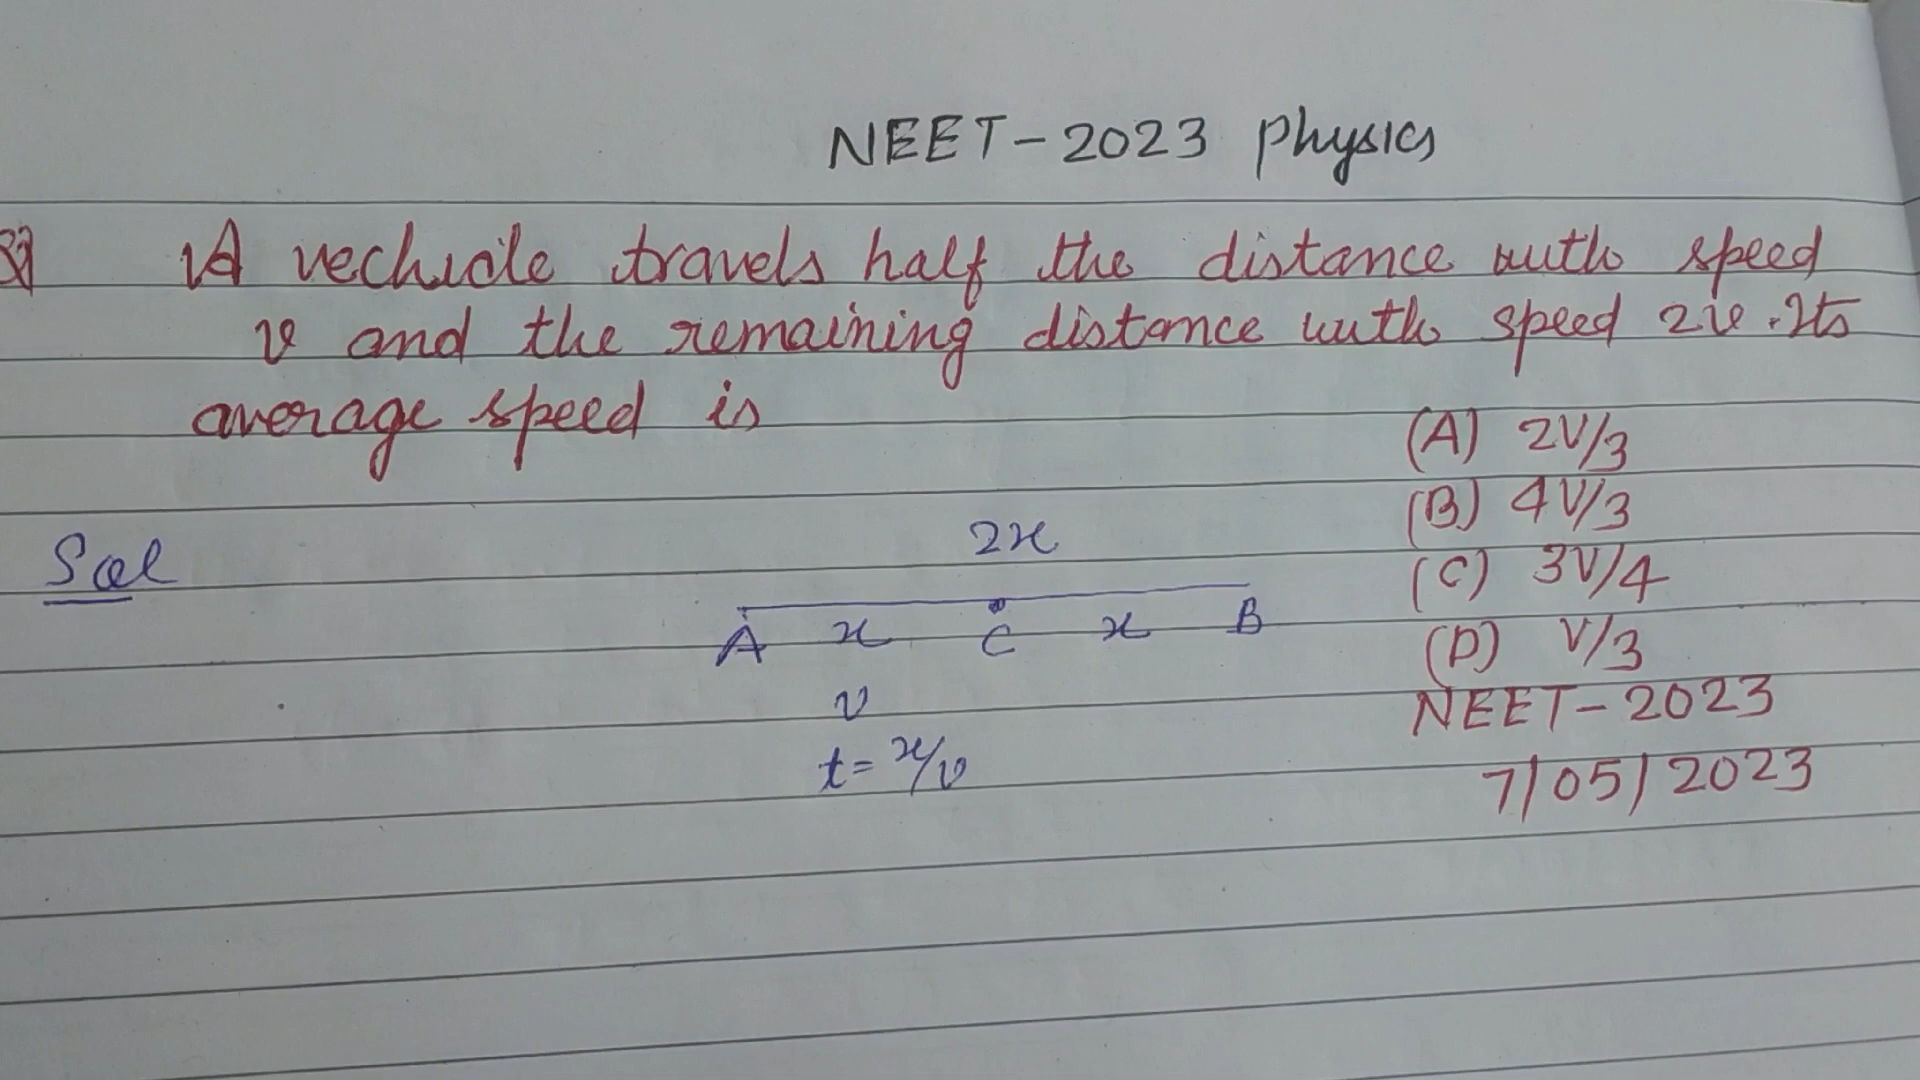 NEET-2023 Physics
Q) A vechicle travels half the distance with speed
v and the remaining distance with speed 2v. Its
average speed is
(A) 2V/3
(B) 4V/3
(C) 3V/4
(D) V/3
NEET-2023
7/05/2023
Sol
2x
A x C x B
v
t= x/v